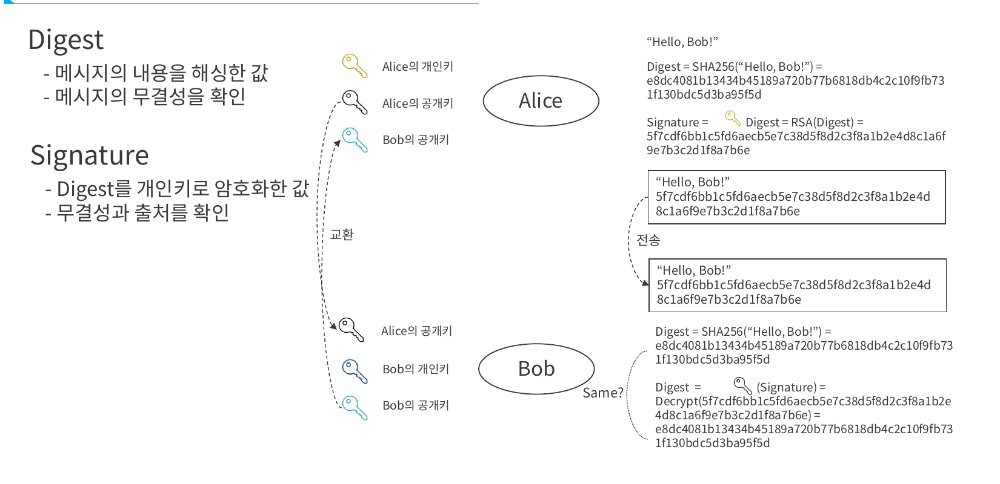 Digest
- 메시지의 내용을 해싱한 값
- 메시지의 무결성을 확인
Signature
- Digest를 개인키로 암호화한 값
- 무결성과 출처를 확인
Alice의 개인키
Alice의 공개키
Bob의 공개키
교환
Alice의 공개키
Bob의 개인키
Bob의 공개키
Alice
Bob
“Hello, Bob!”
Digest = SHA256(“Hello, Bob!”) =
e8dc4081b13434b45189a720b77b6818db4c2c10f9fb73
1f130bdc5d3ba95f5d
Signature = Digest = RSA(Digest) =
5f7cdf6bb1c5fd6aecb5e7c38d5f8d2c3f8a1b2e4d8c1a6f
9e7b3c2d1f8a7b6e
“Hello, Bob!”
5f7cdf6bb1c5fd6aecb5e7c38d5f8d2c3f8a1b2e4d
8c1a6f9e7b3c2d1f8a7b6e
전송
“Hello, Bob!”
5f7cdf6bb1c5fd6aecb5e7c38d5f8d2c3f8a1b2e4d
8c1a6f9e7b3c2d1f8a7b6e
Digest = SHA256(“Hello, Bob!”) =
e8dc4081b13434b45189a720b77b6818db4c2c10f9fb73
1f130bdc5d3ba95f5d
Same?
Digest = (Signature) =
Decrypt(5f7cdf6bb1c5fd6aecb5e7c38d5f8d2c3f8a1b2e
4d8c1a6f9e7b3c2d1f8a7b6e) =
e8dc4081b13434b45189a720b77b6818db4c2c10f9fb73
1f130bdc5d3ba95f5d